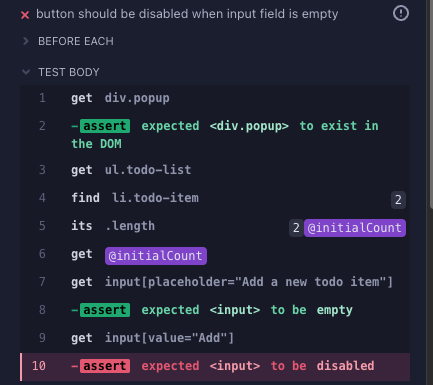 × button should be disabled when input field is empty
BEFORE EACH
TEST BODY
1 get div.popup
2 -assert expected <div.popup> to exist in
the DOM
3 get ul.todo-list
4 find li.todo-item 2
5 its .length 2 @initialCount
6 get @initialCount
7 get input[placeholder="Add a new todo item"]
8 -assert expected <input> to be empty
9 get input[value="Add"]
10 -assert expected <input> to be disabled